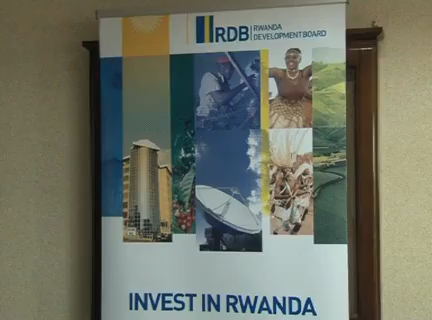 RDB
RWANDA
DEVELOPMENT BOARD
INVEST IN RWANDA